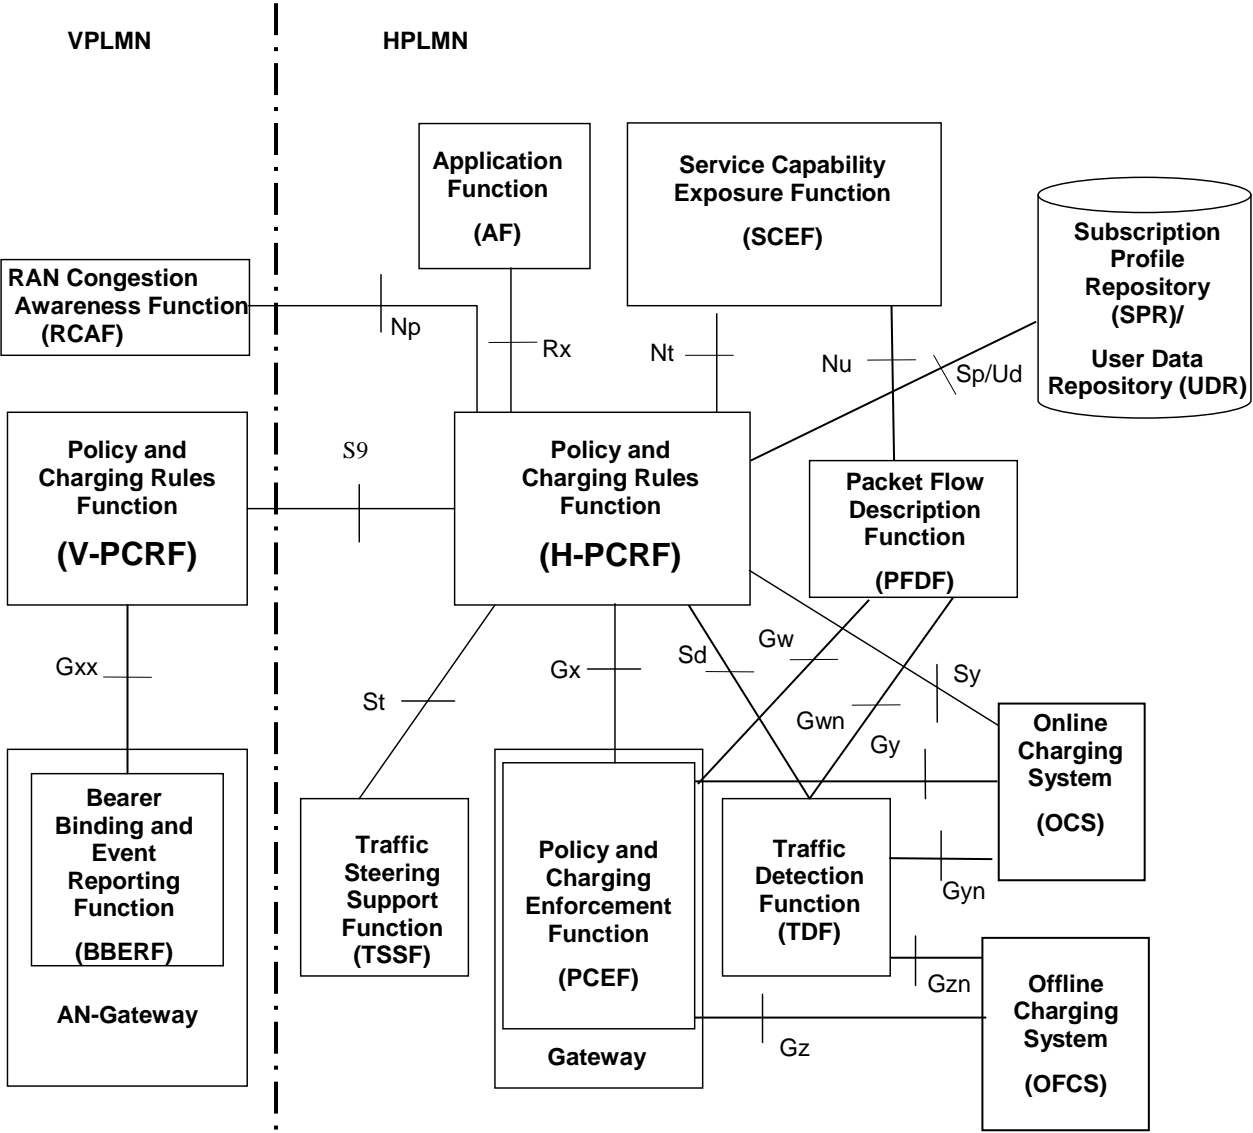 VPLMN
HPLMN
Application
Function
(AF)
Service Capability
Exposure Function
(SCEF)
Subscription
Profile
Repository
(SPR)/
User Data
Repository (UDR)
RAN Congestion
Awareness Function
(RCAF)
Np
Rx
Nt
Nu
Sp/Ud
Policy and
Charging Rules
Function
(V-PCRF)
S9
Policy and
Charging Rules
Function
(H-PCRF)
Packet Flow
Description
Function
(PFDF)
Gxx
St
Gx
Sd
Gw
Gwn
Gy
Sy
Bearer
Binding and
Event
Reporting
Function
(BBERF)
AN-Gateway
Traffic
Steering
Support
Function
(TSSF)
Policy and
Charging
Enforcement
Function
(PCEF)
Gateway
Traffic
Detection
Function
(TDF)
Online
Charging
System
(OCS)
Gyn
Gzn
Gz
Offline
Charging
System
(OFCS)